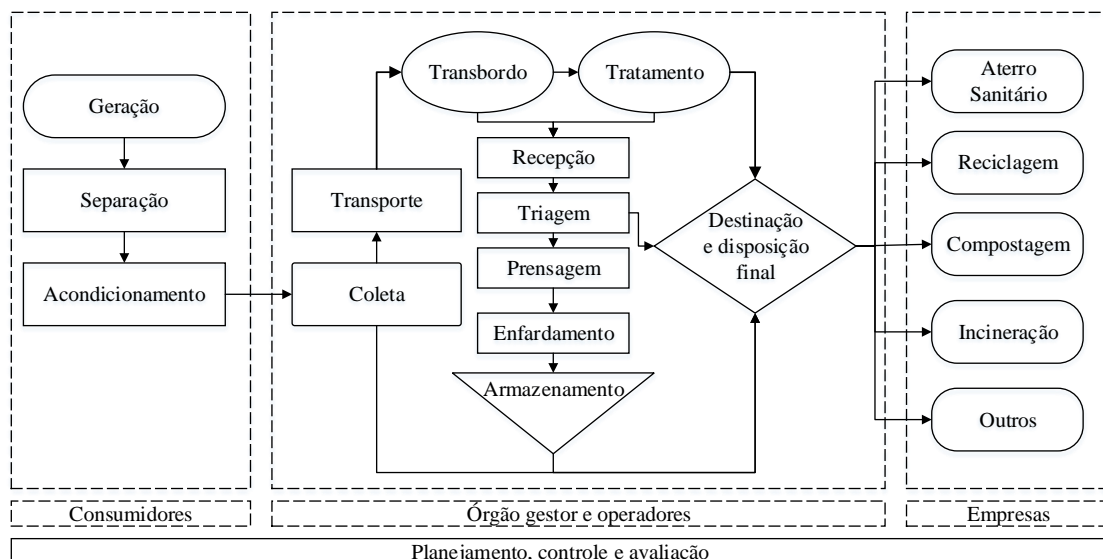 Geração
Separação
Acondicionamento
Transbordo
Tratamento
Recepção
Transporte
Triagem
Prensagem
Coleta
Enfardamento
Armazenamento
Destinação
e disposição
final
Aterro
Sanitário
Reciclagem
Compostagem
Incineração
Outros
Consumidores
Órgão gestor e operadores
Empresas
Planejamento, controle e avaliação